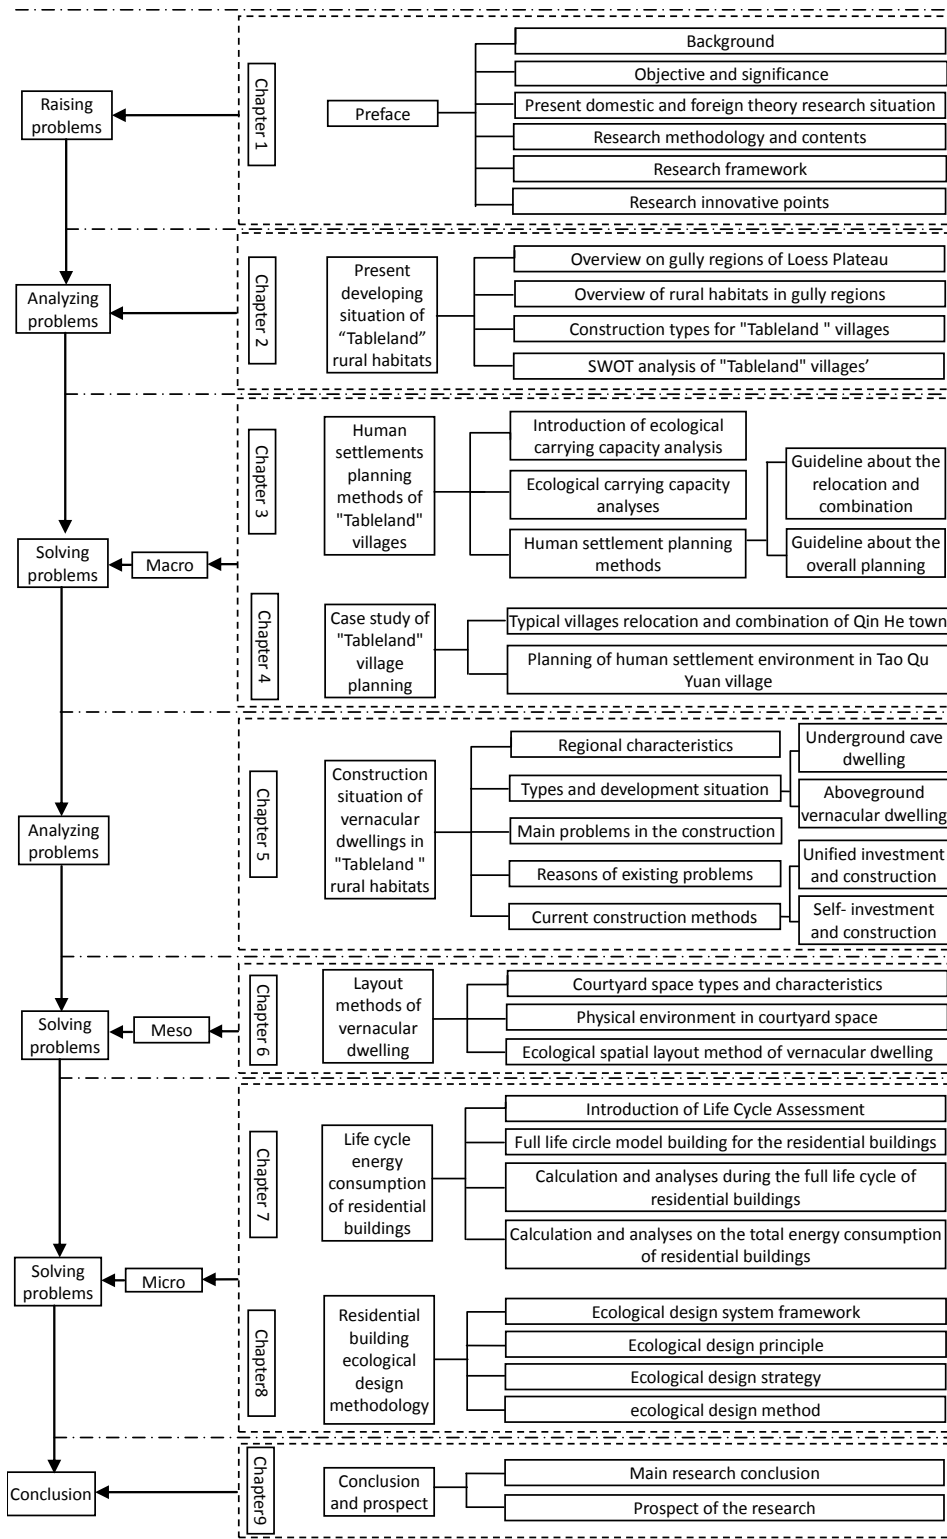 Raising
problems
Chapter 1
Preface
Background
Objective and significance
Present domestic and foreign theory research situation
Research methodology and contents
Research framework
Research innovative points
Analyzing
problems
Chapter 2
Present
developing
situation of
“Tableland”
rural habitats
Overview on gully regions of Loess Plateau
Overview of rural habitats in gully regions
Construction types for "Tableland " villages
SWOT analysis of "Tableland" villages’
Solving
problems
Macro
Chapter 3
Human
settlements
planning
methods of
"Tableland"
villages
Introduction of ecological
carrying capacity analysis
Ecological carrying capacity
analyses
Human settlement planning
methods
Guideline about the
relocation and
combination
Guideline about the
overall planning
Chapter 4
Case study of
"Tableland"
village
planning
Typical villages relocation and combination of Qin He town
Planning of human settlement environment in Tao Qu
Yuan village
Analyzing
problems
Chapter 5
Construction
situation of
vernacular
dwellings in
"Tableland "
rural habitats
Regional characteristics
Types and development situation
Main problems in the construction
Reasons of existing problems
Current construction methods
Underground cave
dwelling
Aboveground
vernacular dwelling
Unified investment
and construction
Self- investment
and construction
Solving
problems
Meso
Chapter 6
Layout
methods of
vernacular
dwelling
Courtyard space types and characteristics
Physical environment in courtyard space
Ecological spatial layout method of vernacular dwelling
Solving
problems
Micro
Chapter 7
Life cycle
energy
consumption
of residential
buildings
Introduction of Life Cycle Assessment
Full life circle model building for the residential buildings
Calculation and analyses during the full life cycle of
residential buildings
Calculation and analyses on the total energy consumption
of residential buildings
Chapter8
Residential
building
ecological
design
methodology
Ecological design system framework
Ecological design principle
Ecological design strategy
ecological design method
Conclusion
Chapter9
Conclusion
and prospect
Main research conclusion
Prospect of the research